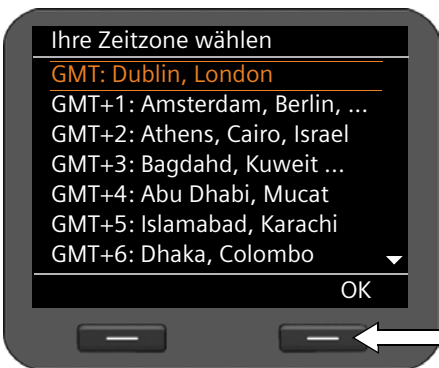 Ihre Zeitzone wählen
GMT: Dublin, London
GMT+1: Amsterdam, Berlin, ...
GMT+2: Athens, Cairo, Israel
GMT+3: Bagdahd, Kuweit ...
GMT+4: Abu Dhabi, Mucat
GMT+5: Islamabad, Karachi
GMT+6: Dhaka, Colombo
OK